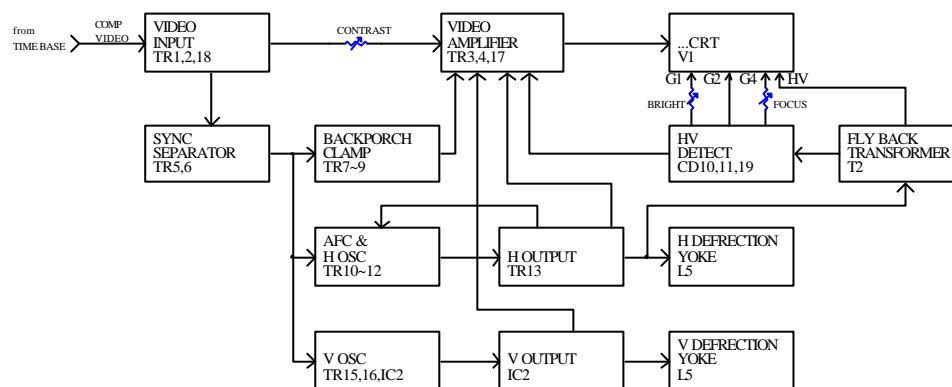 from
TIME BASE
COMP
VIDEO
VIDEO
INPUT
TR1,2,18
CONTRAST
VIDEO
AMPLIFIER
TR3,4,17
...CRT
V1
G1
G2
G4
HV
BRIGHT
FOCUS
SYNC
SEPARATOR
TR5,6
BACKPORCH
CLAMP
TR7~9
HV
DETECT
CD10,11,19
FLY BACK
TRANSFORMER
T2
AFC &
H OSC
TR10~12
H OUTPUT
TR13
H DEFRECTION
YOKE
L5
V OSC
TR15,16,IC2
V OUTPUT
IC2
V DEFRECTION
YOKE
L5